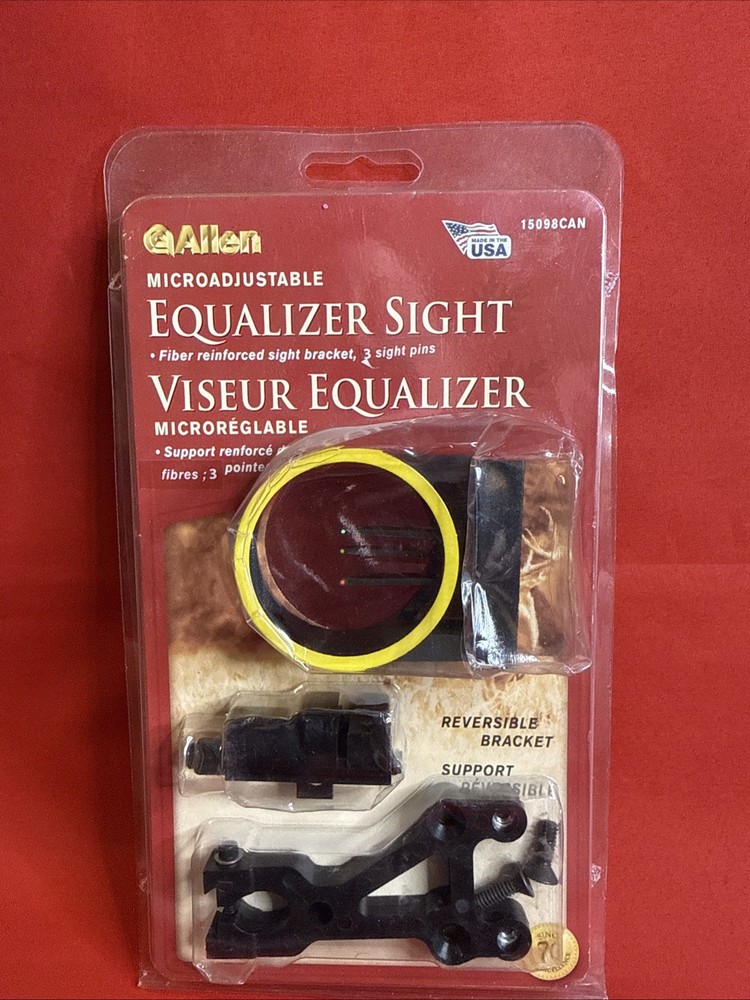 Allen
MADE IN THE
USA
15098CAN
MICROADJUSTABLE
EQUALIZER SIGHT
• Fiber reinforced sight bracket, 3 sight pins
VISEUR EQUALIZER
MICRORÉGLABLE
• Support renforcé
fibres ; 3
REVERSIBLE
BRACKET
SUPPORT
RÉVERSIBLE